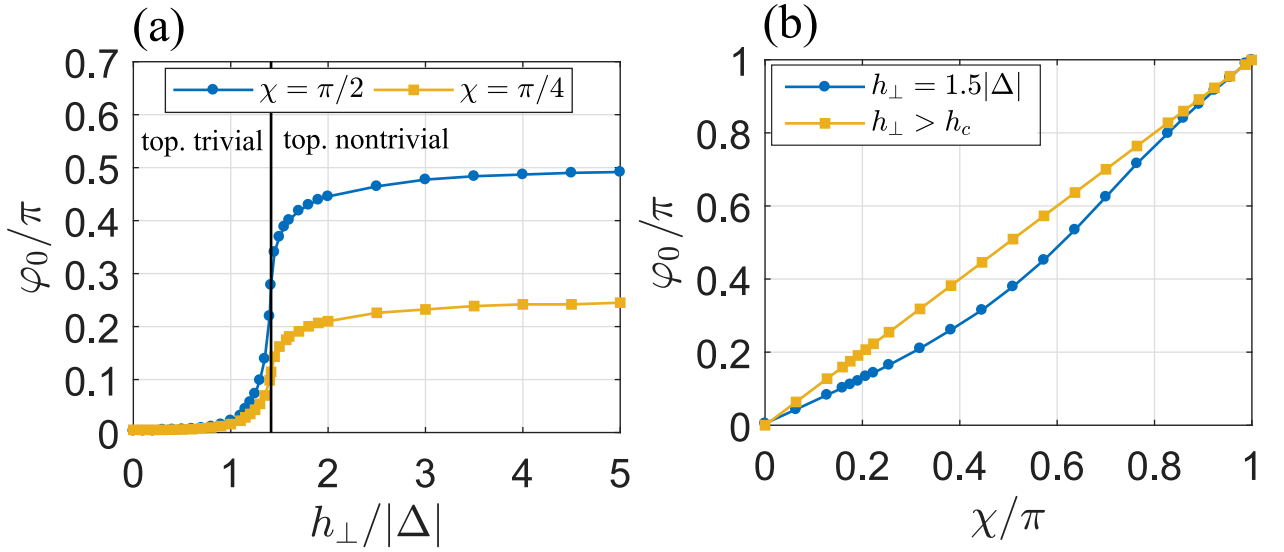 (a)
0.7
0.6
0.5
0.4
0.3
0.2
0.1
0
φ₀/π
χ = π/2
χ = π/4
top. trivial
top. nontrivial
0 1 2 3 4 5
h⊥/|Δ|
(b)
1
0.8
0.6
0.4
0.2
0
φ₀/π
h⊥ = 1.5|Δ|
h⊥ > h_c
0 0.2 0.4 0.6 0.8 1
χ/π